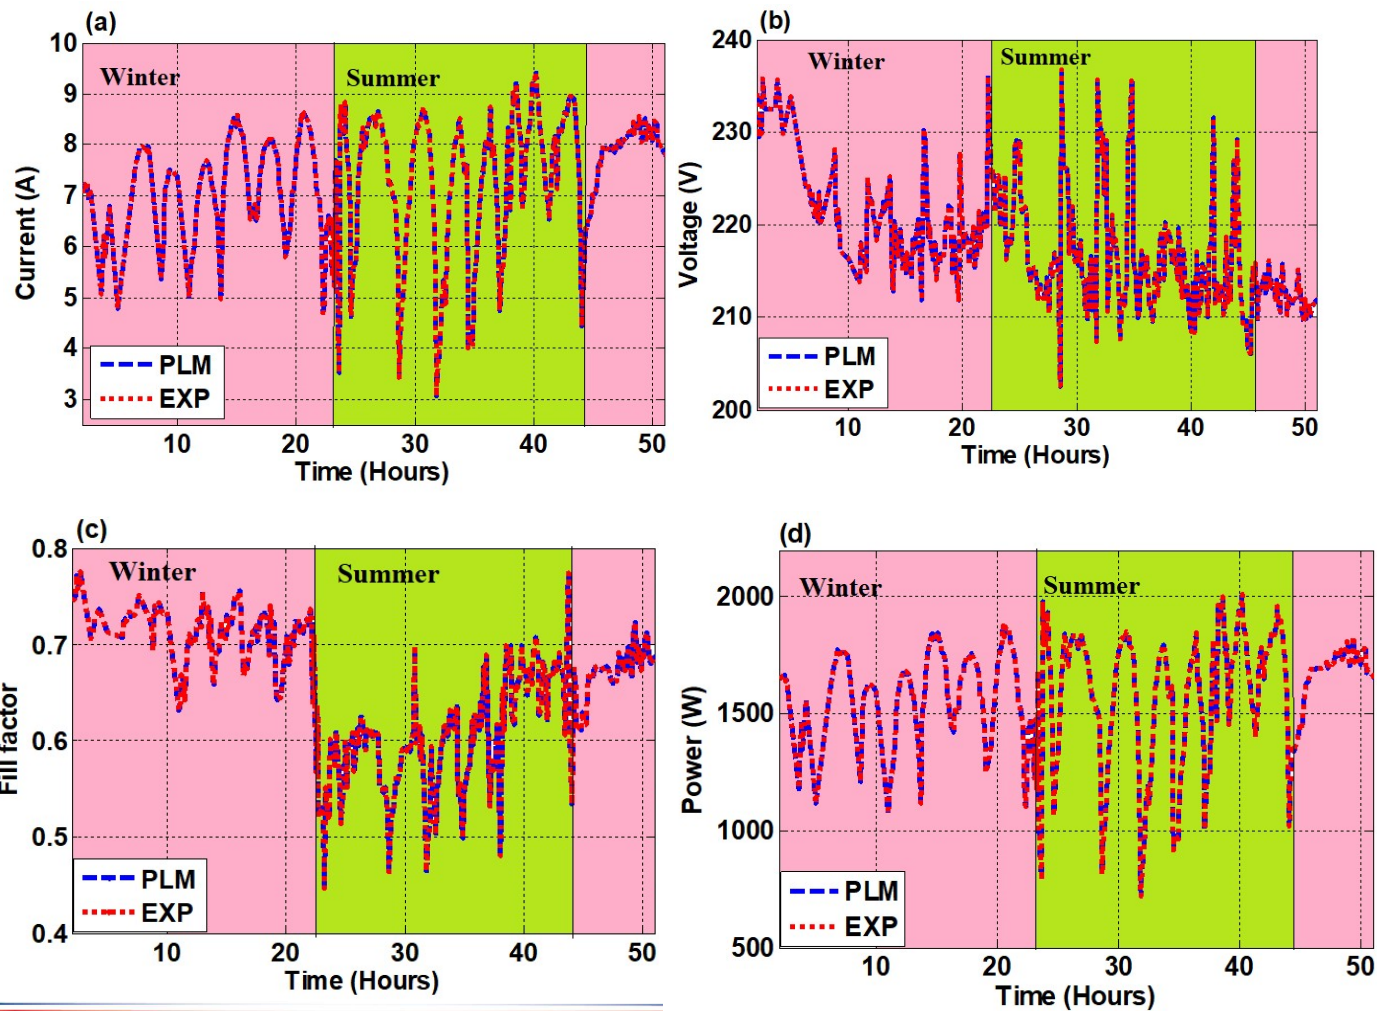 (a)
10
9
8
7
6
5
4
3
Current (A)
Winter
Summer
PLM
EXP
10
20
30
40
50
Time (Hours)
(b)
240
230
220
210
200
Voltage (V)
Winter
Summer
PLM
EXP
10
20
30
40
50
Time (Hours)
(c)
0.8
0.7
0.6
0.5
0.4
Fill factor
Winter
Summer
PLM
EXP
10
20
30
40
50
Time (Hours)
(d)
2000
1500
1000
500
Power (W)
Winter
Summer
PLM
EXP
10
20
30
40
50
Time (Hours)